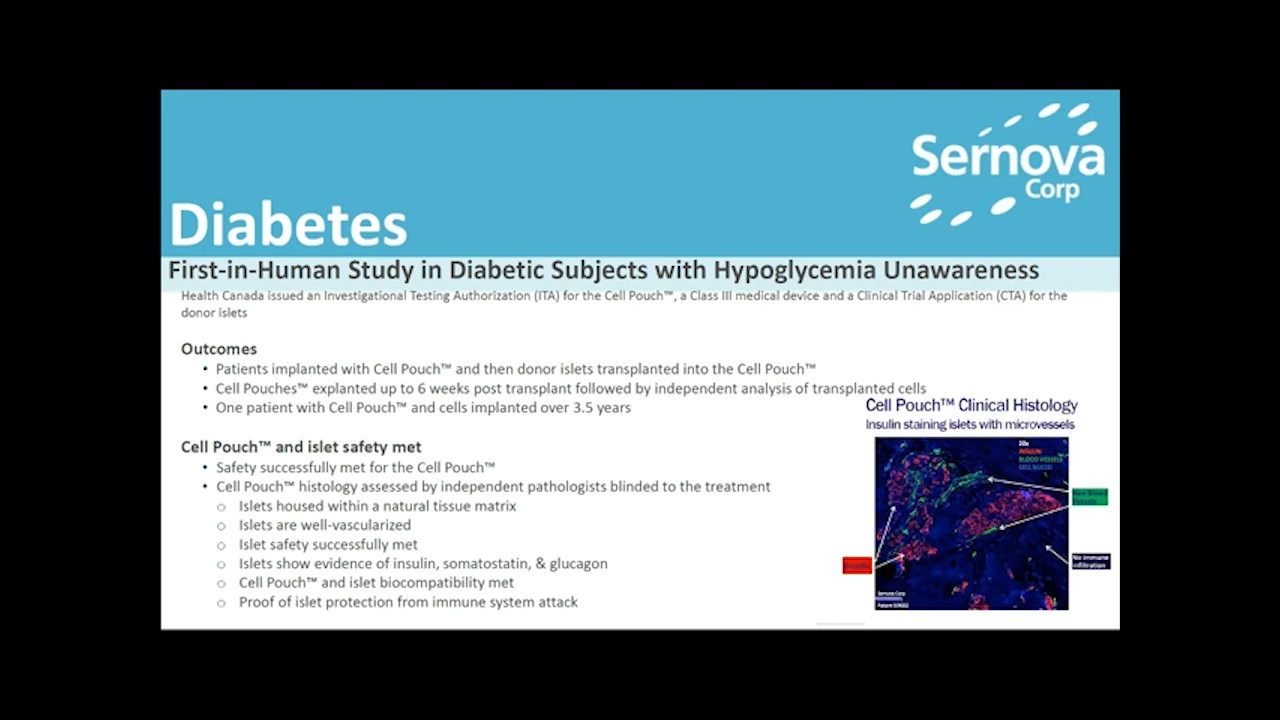 Sernova
Corp
Diabetes
First-in-Human Study in Diabetic Subjects with Hypoglycemia Unawareness
Health Canada issued an Investigational Testing Authorization (ITA) for the Cell Pouch™, a Class III medical device and a Clinical Trial Application (CTA) for the
donor islets
Outcomes
• Patients implanted with Cell Pouch™ and then donor islets transplanted into the Cell Pouch™
• Cell Pouches™ explanted up to 6 weeks post transplant followed by independent analysis of transplanted cells
• One patient with Cell Pouch™ and cells implanted over 3.5 years
Cell Pouch™ and islet safety met
• Safety successfully met for the Cell Pouch™
• Cell Pouch™ histology assessed by independent pathologists blinded to the treatment
o Islets housed within a natural tissue matrix
o Islets are well-vascularized
o Islet safety successfully met
o Islets show evidence of insulin, somatostatin, & glucagon
o Cell Pouch™ and islet biocompatibility met
o Proof of islet protection from immune system attack
Cell Pouch™ Clinical Histology
Insulin staining islets with microvessels
INSULIN
BLOOD VESSELS
CELL NUCLEI
New Blood
Vessels
No immune
infiltration
Sernova Corp